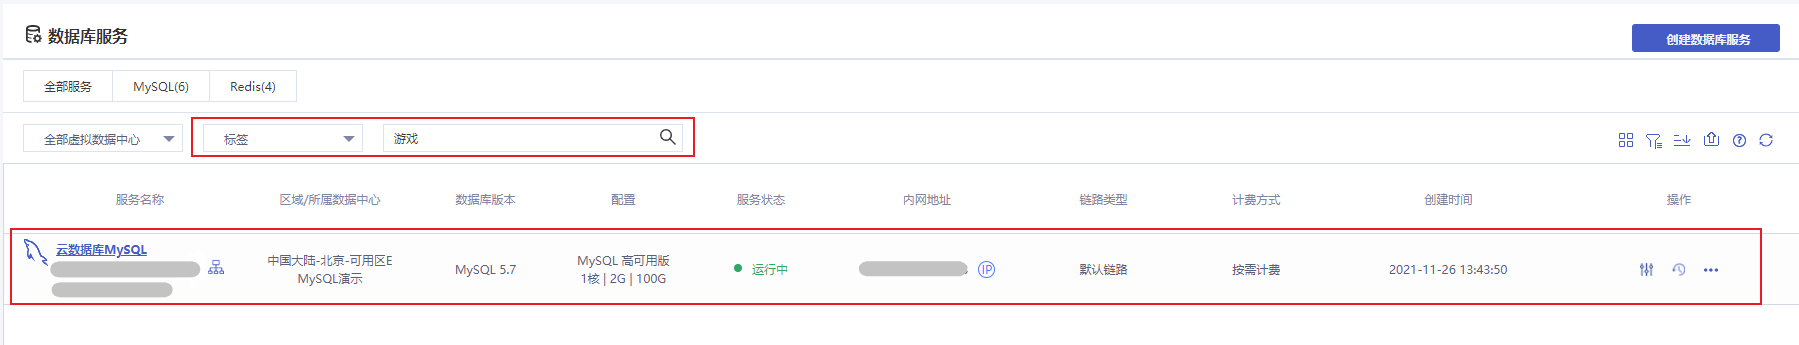 数据库服务
创建数据库服务
全部服务
MySQL(6)
Redis(4)
全部虚拟数据中心
标签
游戏
服务名称
区域/所属数据中心
数据库版本
配置
服务状态
内网地址
链路类型
计费方式
创建时间
操作
云数据库MySQL
中国大陆-北京-可用区E
MySQL演示
MySQL 5.7
MySQL 高可用版
1核 | 2G | 100G
运行中
IP
默认链路
按需计费
2021-11-26 13:43:50